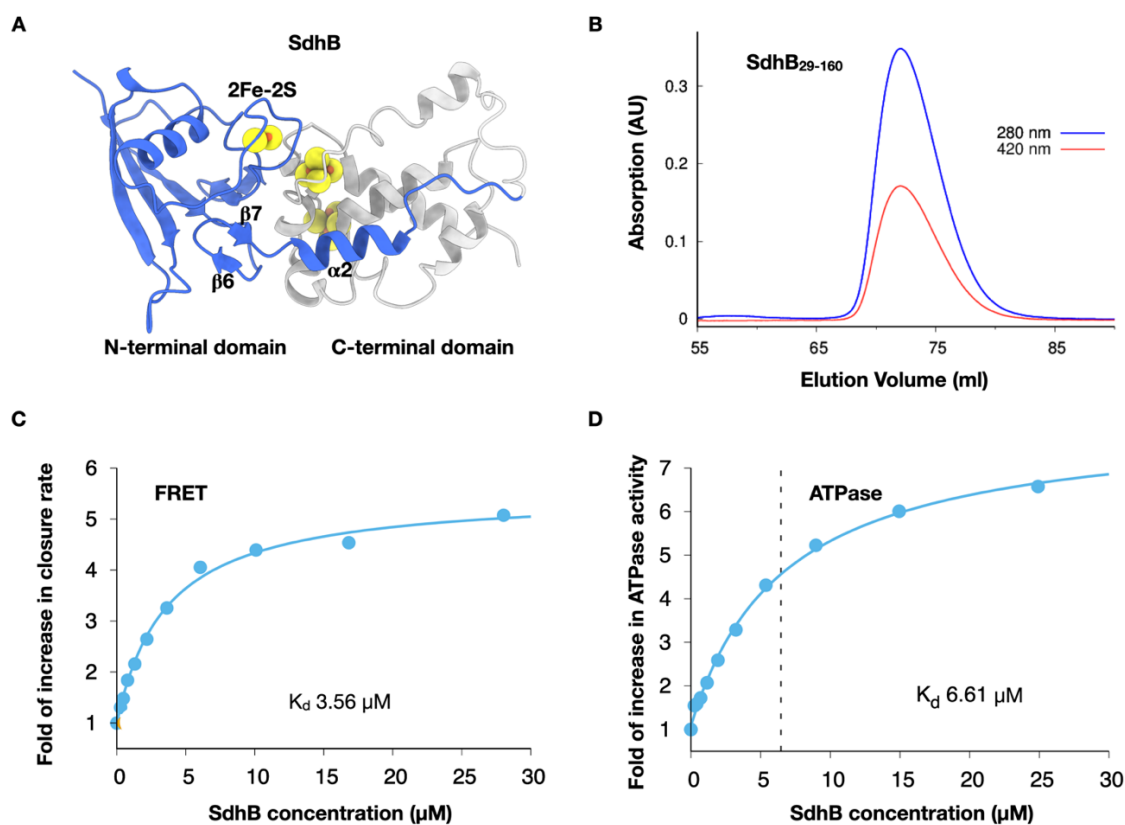 A
SdhB
2Fe-2S
β7
β6
α2
N-terminal domain
C-terminal domain
B
SdhB₂₉₋₁₆₀
280 nm
420 nm
Absorption (AU)
0.3
0.2
0.1
0
55
65
75
85
Elution Volume (ml)
C
FRET
Fold of increase in closure rate
6
5
4
3
2
1
K_d 3.56 µM
0
5
10
15
20
25
30
SdhB concentration (µM)
D
ATPase
Fold of increase in ATPase activity
7
6
5
4
3
2
1
K_d 6.61 µM
0
5
10
15
20
25
30
SdhB concentration (µM)